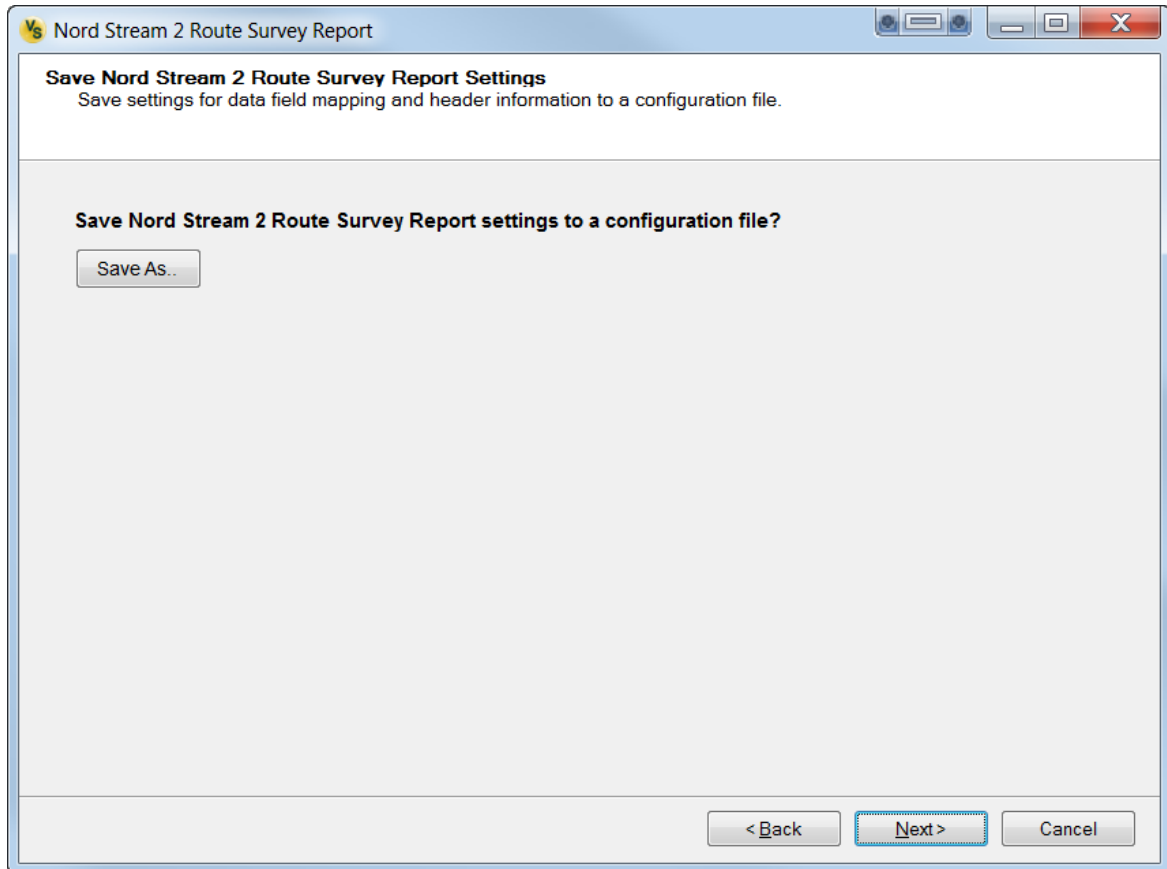 VS Nord Stream 2 Route Survey Report
X
Save Nord Stream 2 Route Survey Report Settings
Save settings for data field mapping and header information to a configuration file.
Save Nord Stream 2 Route Survey Report settings to a configuration file?
Save As..
< Back Next > Cancel